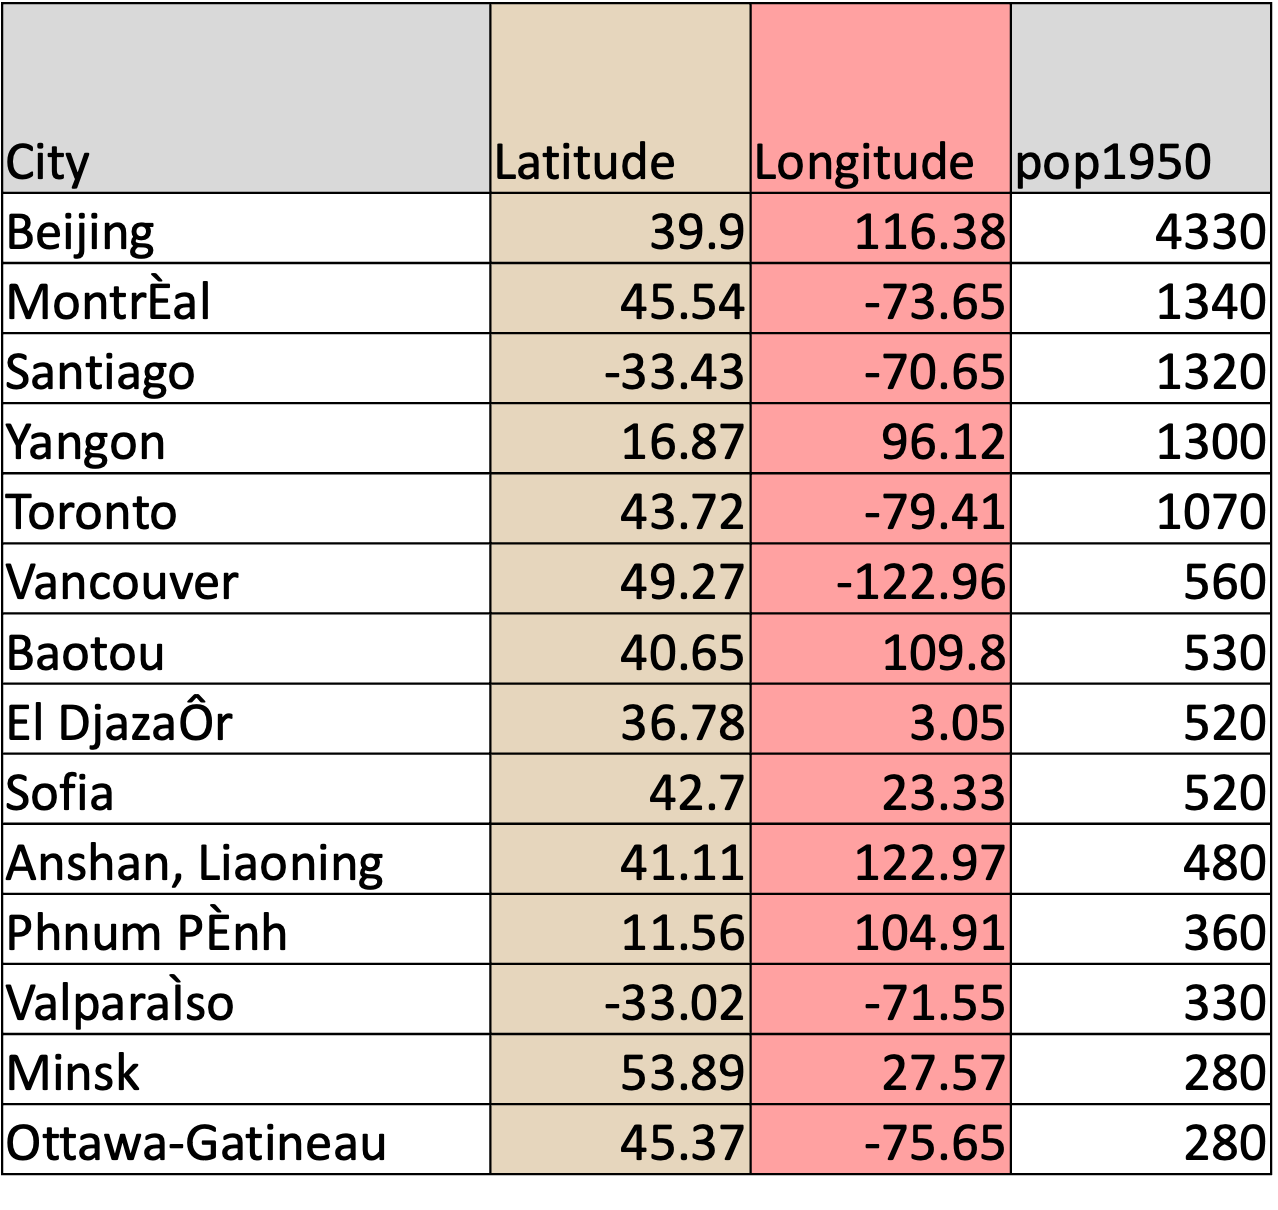 City Latitude Longitude pop1950
Beijing 39.9 116.38 4330
MontrÈal 45.54 -73.65 1340
Santiago -33.43 -70.65 1320
Yangon 16.87 96.12 1300
Toronto 43.72 -79.41 1070
Vancouver 49.27 -122.96 560
Baotou 40.65 109.8 530
El DjazaÔr 36.78 3.05 520
Sofia 42.7 23.33 520
Anshan, Liaoning 41.11 122.97 480
Phnum PÈnh 11.56 104.91 360
ValparaÌso -33.02 -71.55 330
Minsk 53.89 27.57 280
Ottawa-Gatineau 45.37 -75.65 280